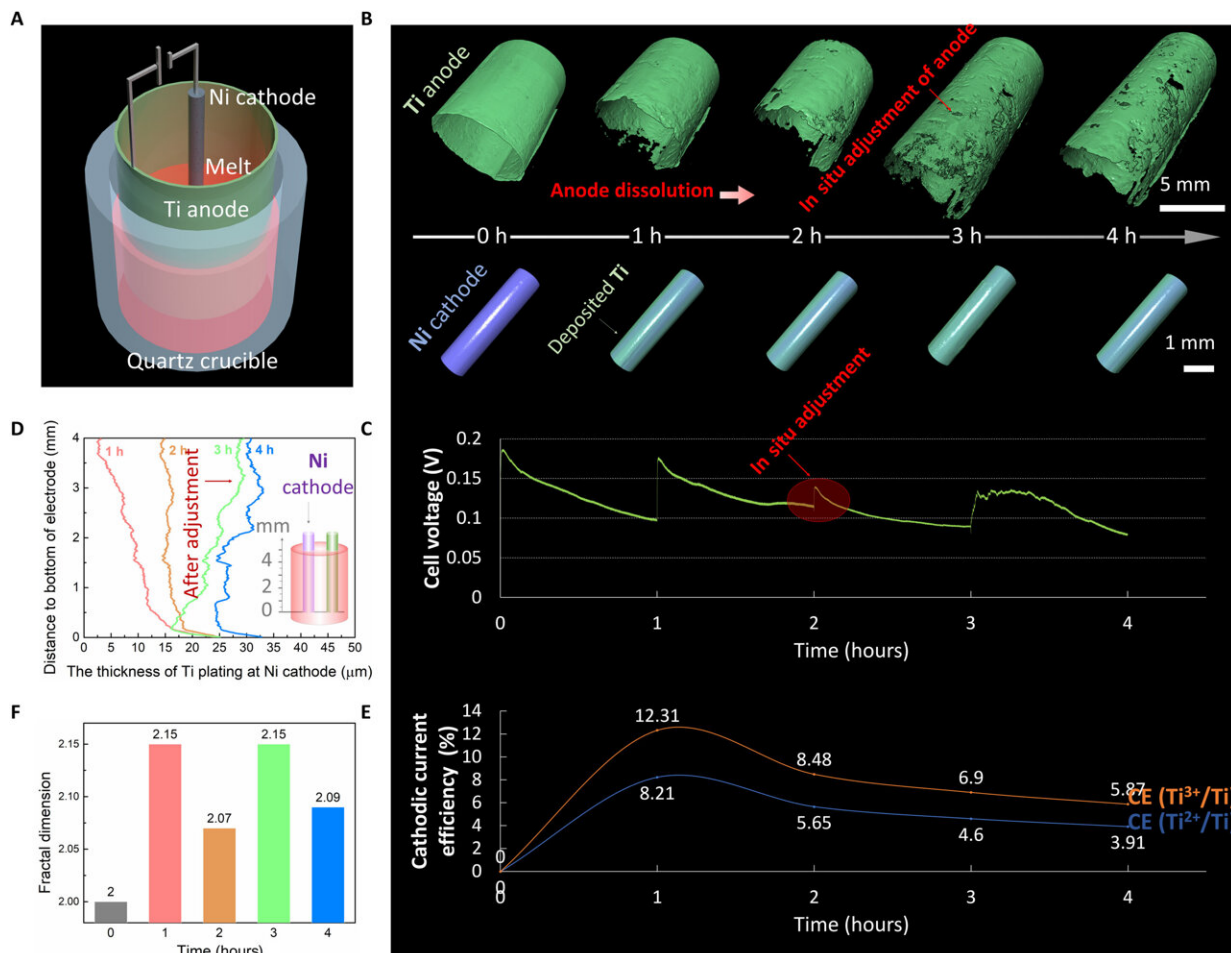 A
Ni cathode
Melt
Ti anode
Quartz crucible
B
Ti anode
In situ adjustment of anode
Anode dissolution
5 mm
0 h
1 h
2 h
3 h
4 h
Ni cathode
Deposited Ti
1 mm
D
Distance to bottom of electrode (mm)
4
3
2
1
0
1 h
2 h
3 h
4 h
After adjustment
Ni
cathode
mm
4
2
0
0 5 10 15 20 25 30 35 40 45 50
The thickness of Ti plating at Ni cathode (μm)
C
In situ adjustment
Cell voltage (V)
0.2
0.15
0.1
0.05
0
1
2
3
4
Time (hours)
F
Fractal dimension
2.15
2.10
2.05
2.00
2
2.15
2.07
2.15
2.09
0 1 2 3 4
Time (hours)
E
Cathodic current
efficiency (%)
14
12
10
8
6
4
2
0
0
12.31
8.48
6.9
5.87
8.21
5.65
4.6
3.91
CE (Ti³⁺/Ti)
CE (Ti²⁺/Ti)
0
0
1
2
3
4
Time (hours)